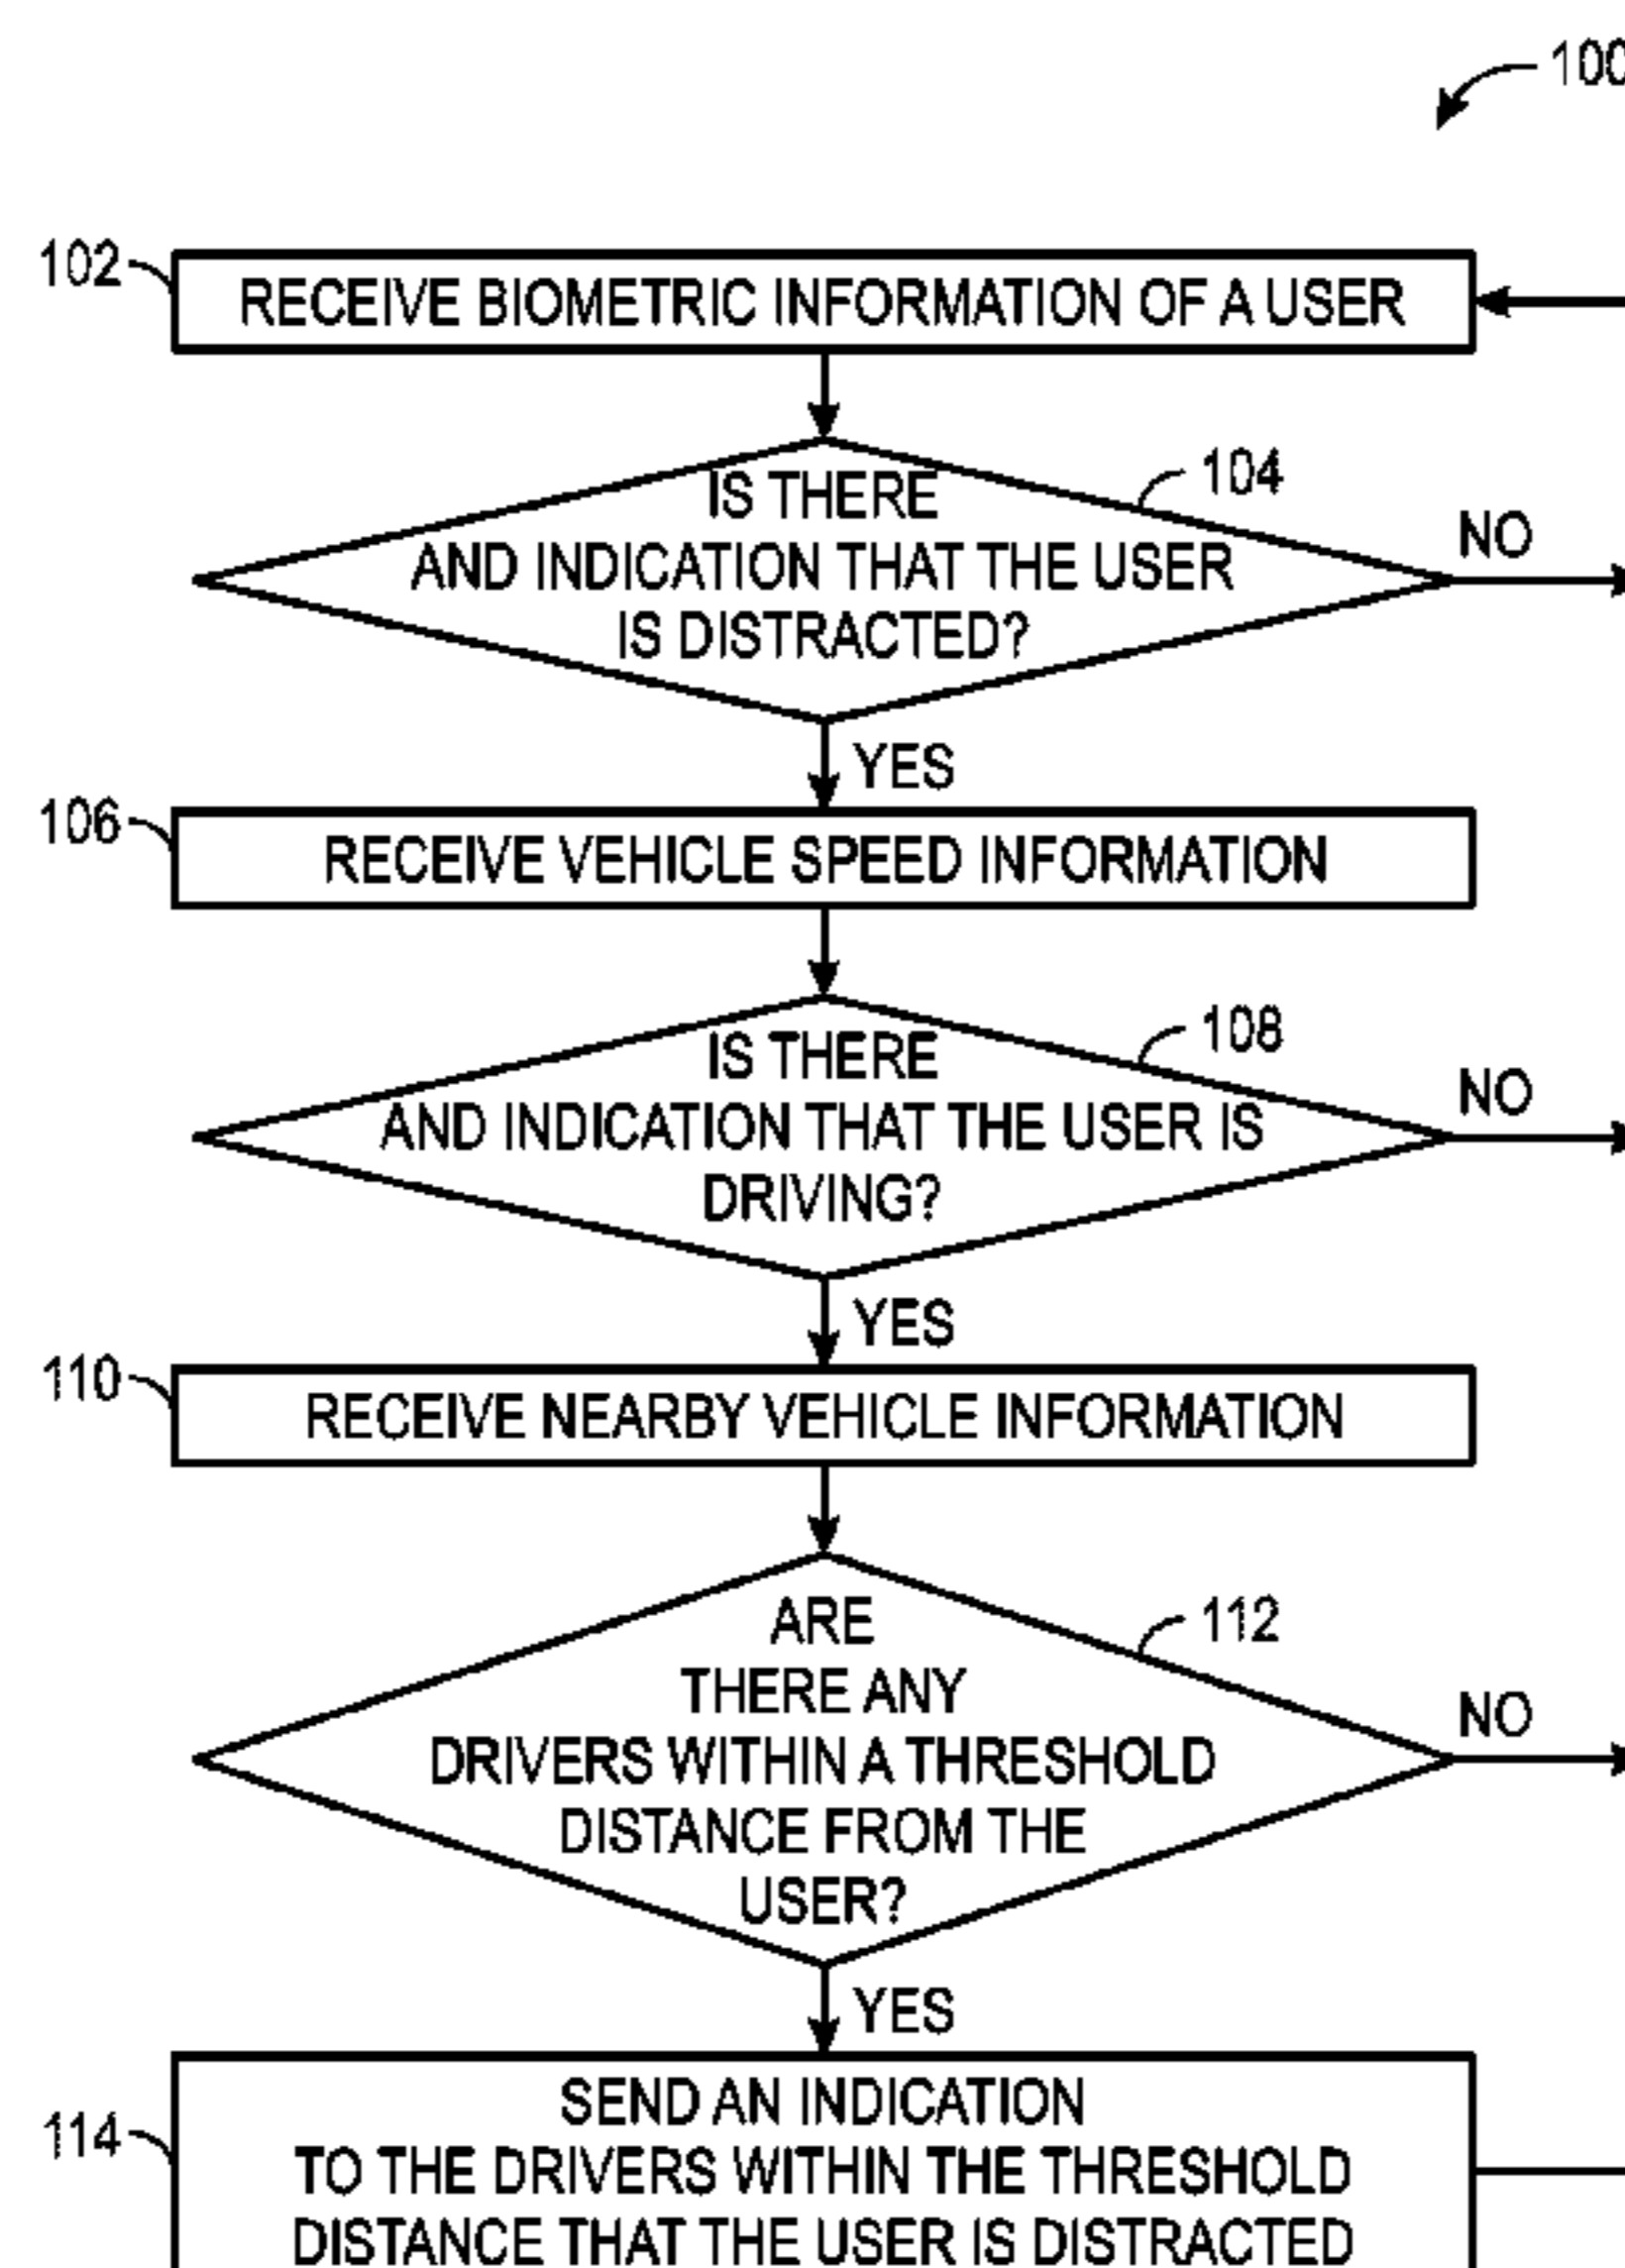 100
102
RECEIVE BIOMETRIC INFORMATION OF A USER
104
IS THERE
AND INDICATION THAT THE USER
IS DISTRACTED?
NO
YES
106
RECEIVE VEHICLE SPEED INFORMATION
108
IS THERE
AND INDICATION THAT THE USER IS
DRIVING?
NO
YES
110
RECEIVE NEARBY VEHICLE INFORMATION
112
ARE
THERE ANY
DRIVERS WITHIN A THRESHOLD
DISTANCE FROM THE
USER?
NO
YES
114
SEND AN INDICATION
TO THE DRIVERS WITHIN THE THRESHOLD
DISTANCE THAT THE USER IS DISTRACTED